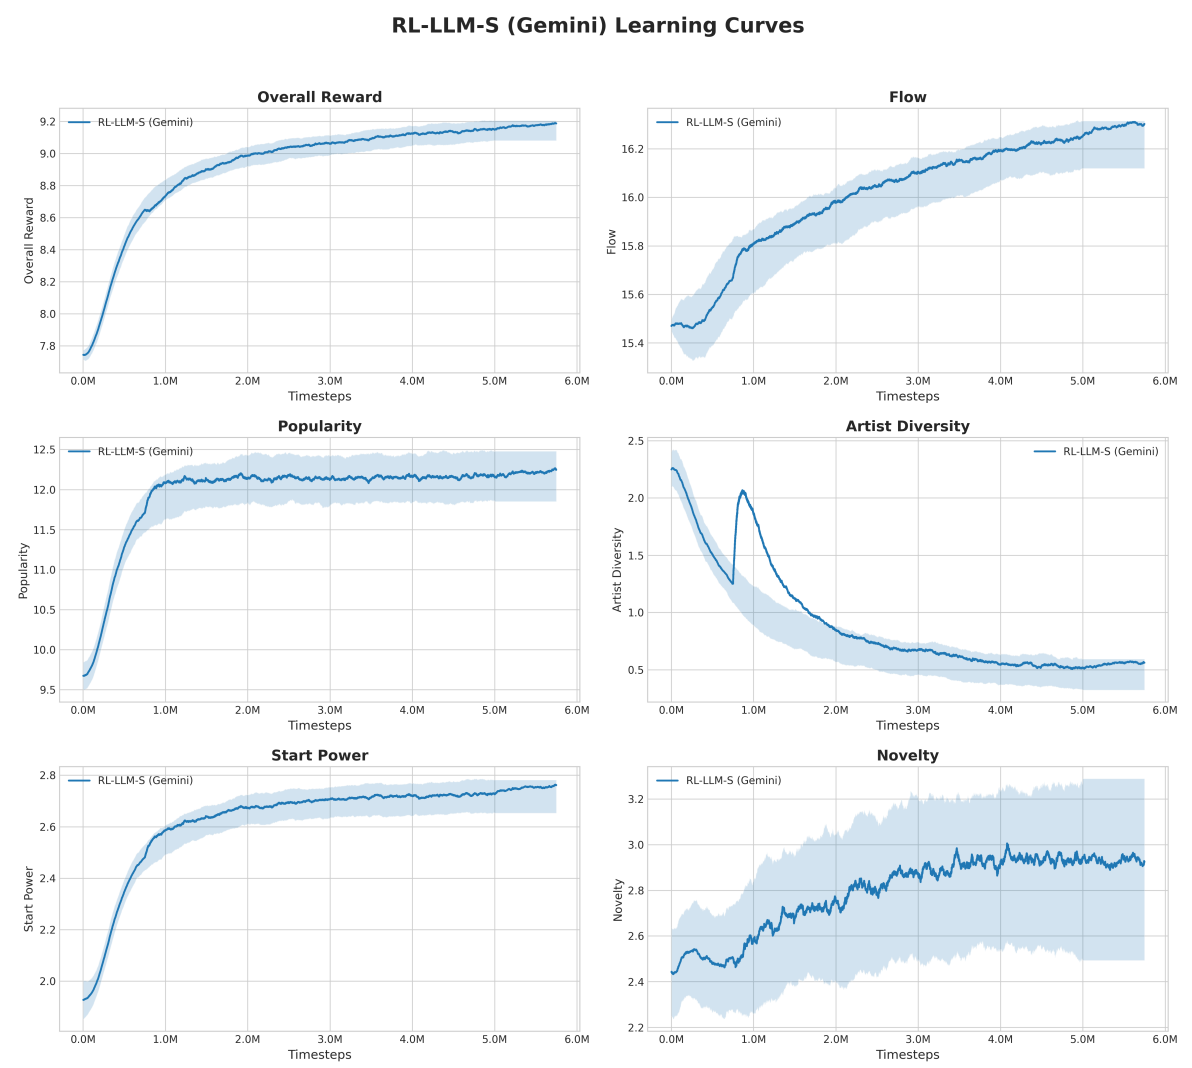 RL-LLM-S (Gemini) Learning Curves
Overall Reward
RL-LLM-S (Gemini)
Overall Reward
9.2
9.0
8.8
8.6
8.4
8.2
8.0
7.8
0.0M 1.0M 2.0M 3.0M 4.0M 5.0M 6.0M
Timesteps
Flow
RL-LLM-S (Gemini)
Flow
16.2
16.0
15.8
15.6
15.4
0.0M 1.0M 2.0M 3.0M 4.0M 5.0M 6.0M
Timesteps
Popularity
RL-LLM-S (Gemini)
Popularity
12.5
12.0
11.5
11.0
10.5
10.0
9.5
0.0M 1.0M 2.0M 3.0M 4.0M 5.0M 6.0M
Timesteps
Artist Diversity
RL-LLM-S (Gemini)
Artist Diversity
2.5
2.0
1.5
1.0
0.5
0.0M 1.0M 2.0M 3.0M 4.0M 5.0M 6.0M
Timesteps
Start Power
RL-LLM-S (Gemini)
Start Power
2.8
2.6
2.4
2.2
2.0
0.0M 1.0M 2.0M 3.0M 4.0M 5.0M 6.0M
Timesteps
Novelty
RL-LLM-S (Gemini)
Novelty
3.2
3.0
2.8
2.6
2.4
2.2
0.0M 1.0M 2.0M 3.0M 4.0M 5.0M 6.0M
Timesteps